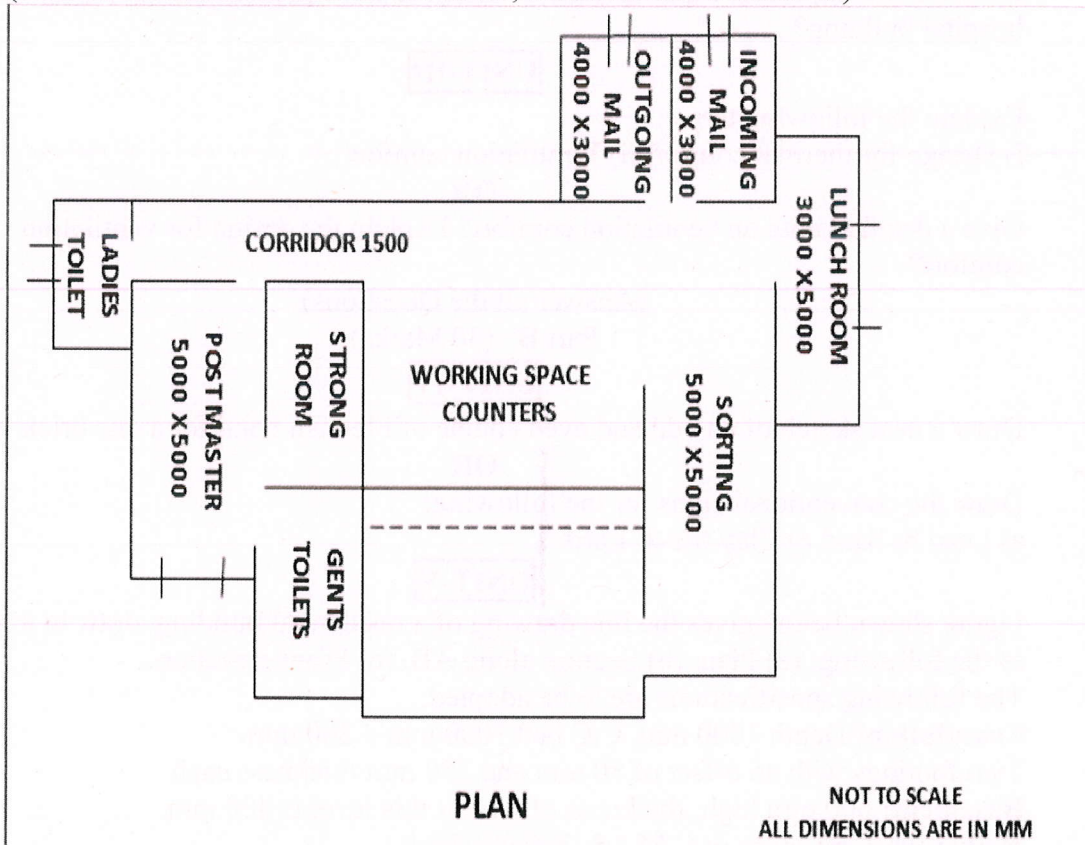 INCOMING
MAIL
4000 X3000
OUTGOING
MAIL
4000 X3000
LUNCH ROOM
3000 X5000
CORRIDOR 1500
LADIES
TOILET
POST MASTER
5000 X5000
STRONG
ROOM
WORKING SPACE
COUNTERS
SORTING
5000 X5000
GENTS
TOILETS
PLAN
NOT TO SCALE
ALL DIMENSIONS ARE IN MM